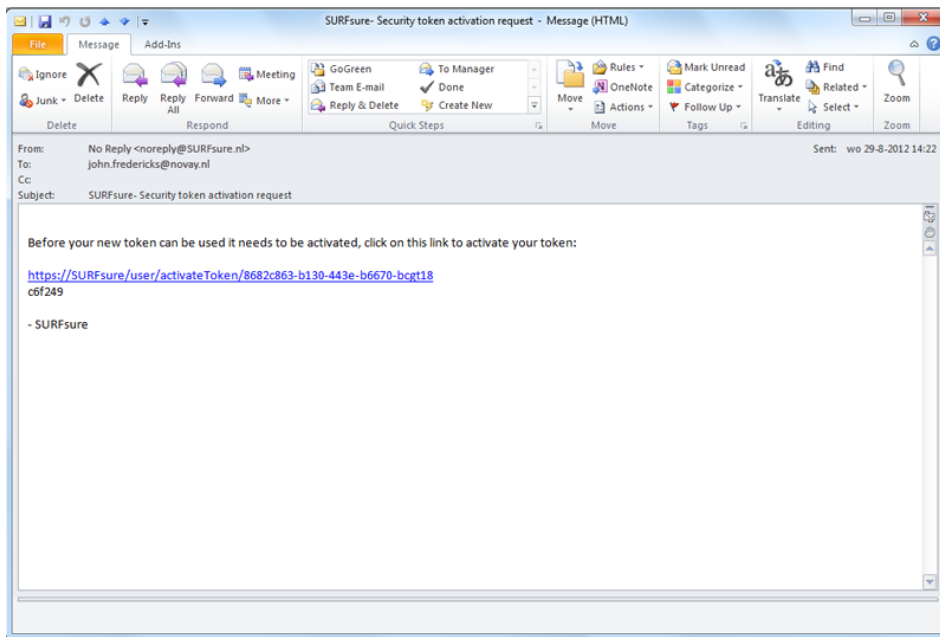 SURFsure- Security token activation request - Message (HTML)
File Message Add-Ins
Ignore
Junk
Delete
Delete
Reply
Reply All
Forward
Meeting
More
Respond
GoGreen
Team E-mail
Reply & Delete
To Manager
Done
Create New
Quick Steps
Move
Rules
OneNote
Actions
Move
Mark Unread
Categorize
Follow Up
Tags
Translate
Find
Related
Select
Editing
Zoom
Zoom
From: No Reply <noreply@SURFsure.nl>
Sent: wo 29-8-2012 14:22
To: john.fredericks@novay.nl
Cc:
Subject: SURFsure- Security token activation request
Before your new token can be used it needs to be activated, click on this link to activate your token:
https://SURFsure/user/activateToken/8682c863-b130-443e-b6670-bcgt18
c6f249
- SURFsure